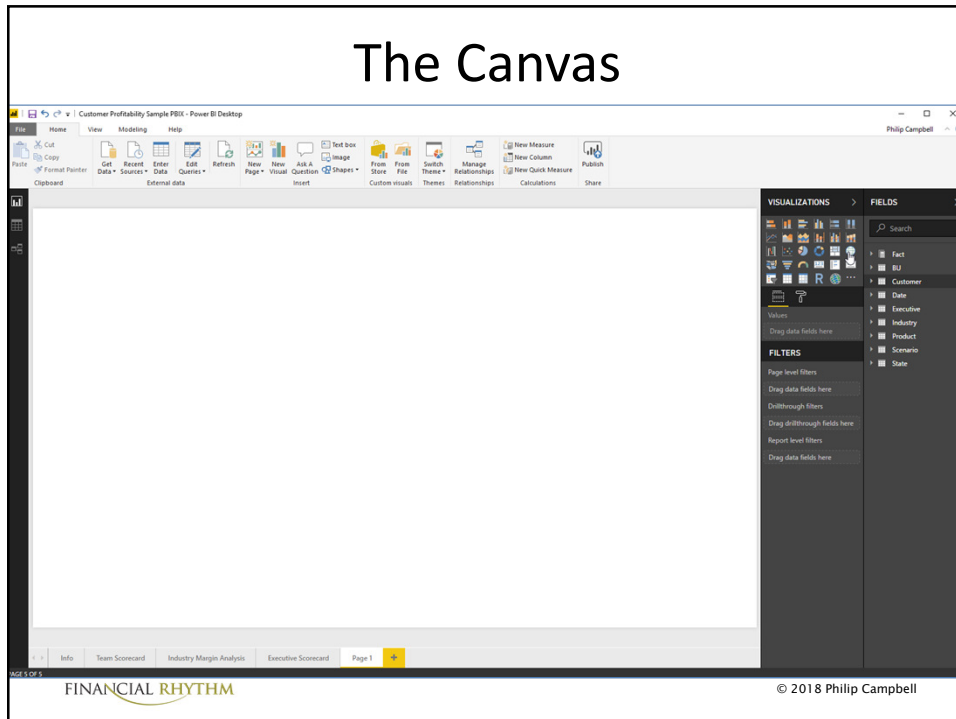 The Canvas
Customer Profitability Sample PBIX - Power BI Desktop
File Home View Modeling Help Philip Campbell
Paste
Cut
Copy
Format Painter
Get Data
Recent Sources
Enter Data
Edit Queries
Refresh
New Page
New Visual
Ask A Question
Text box
Image
Shapes
From Store
From File
Switch Theme
Manage Relationships
New Measure
New Column
New Quick Measure
Publish
Clipboard External data Insert Custom visuals Themes Relationships Calculations Share
VISUALIZATIONS
R
Values
Drag data fields here
FILTERS
Page level filters
Drag data fields here
Drillthrough filters
Drag drillthrough fields here
Report level filters
Drag data fields here
FIELDS
Search
Fact
BU
Customer
Date
Executive
Industry
Product
Scenario
State
Info Team Scorecard Industry Margin Analysis Executive Scorecard Page 1 +
AGE 5 OF 5
FINANCIAL RHYTHM
© 2018 Philip Campbell